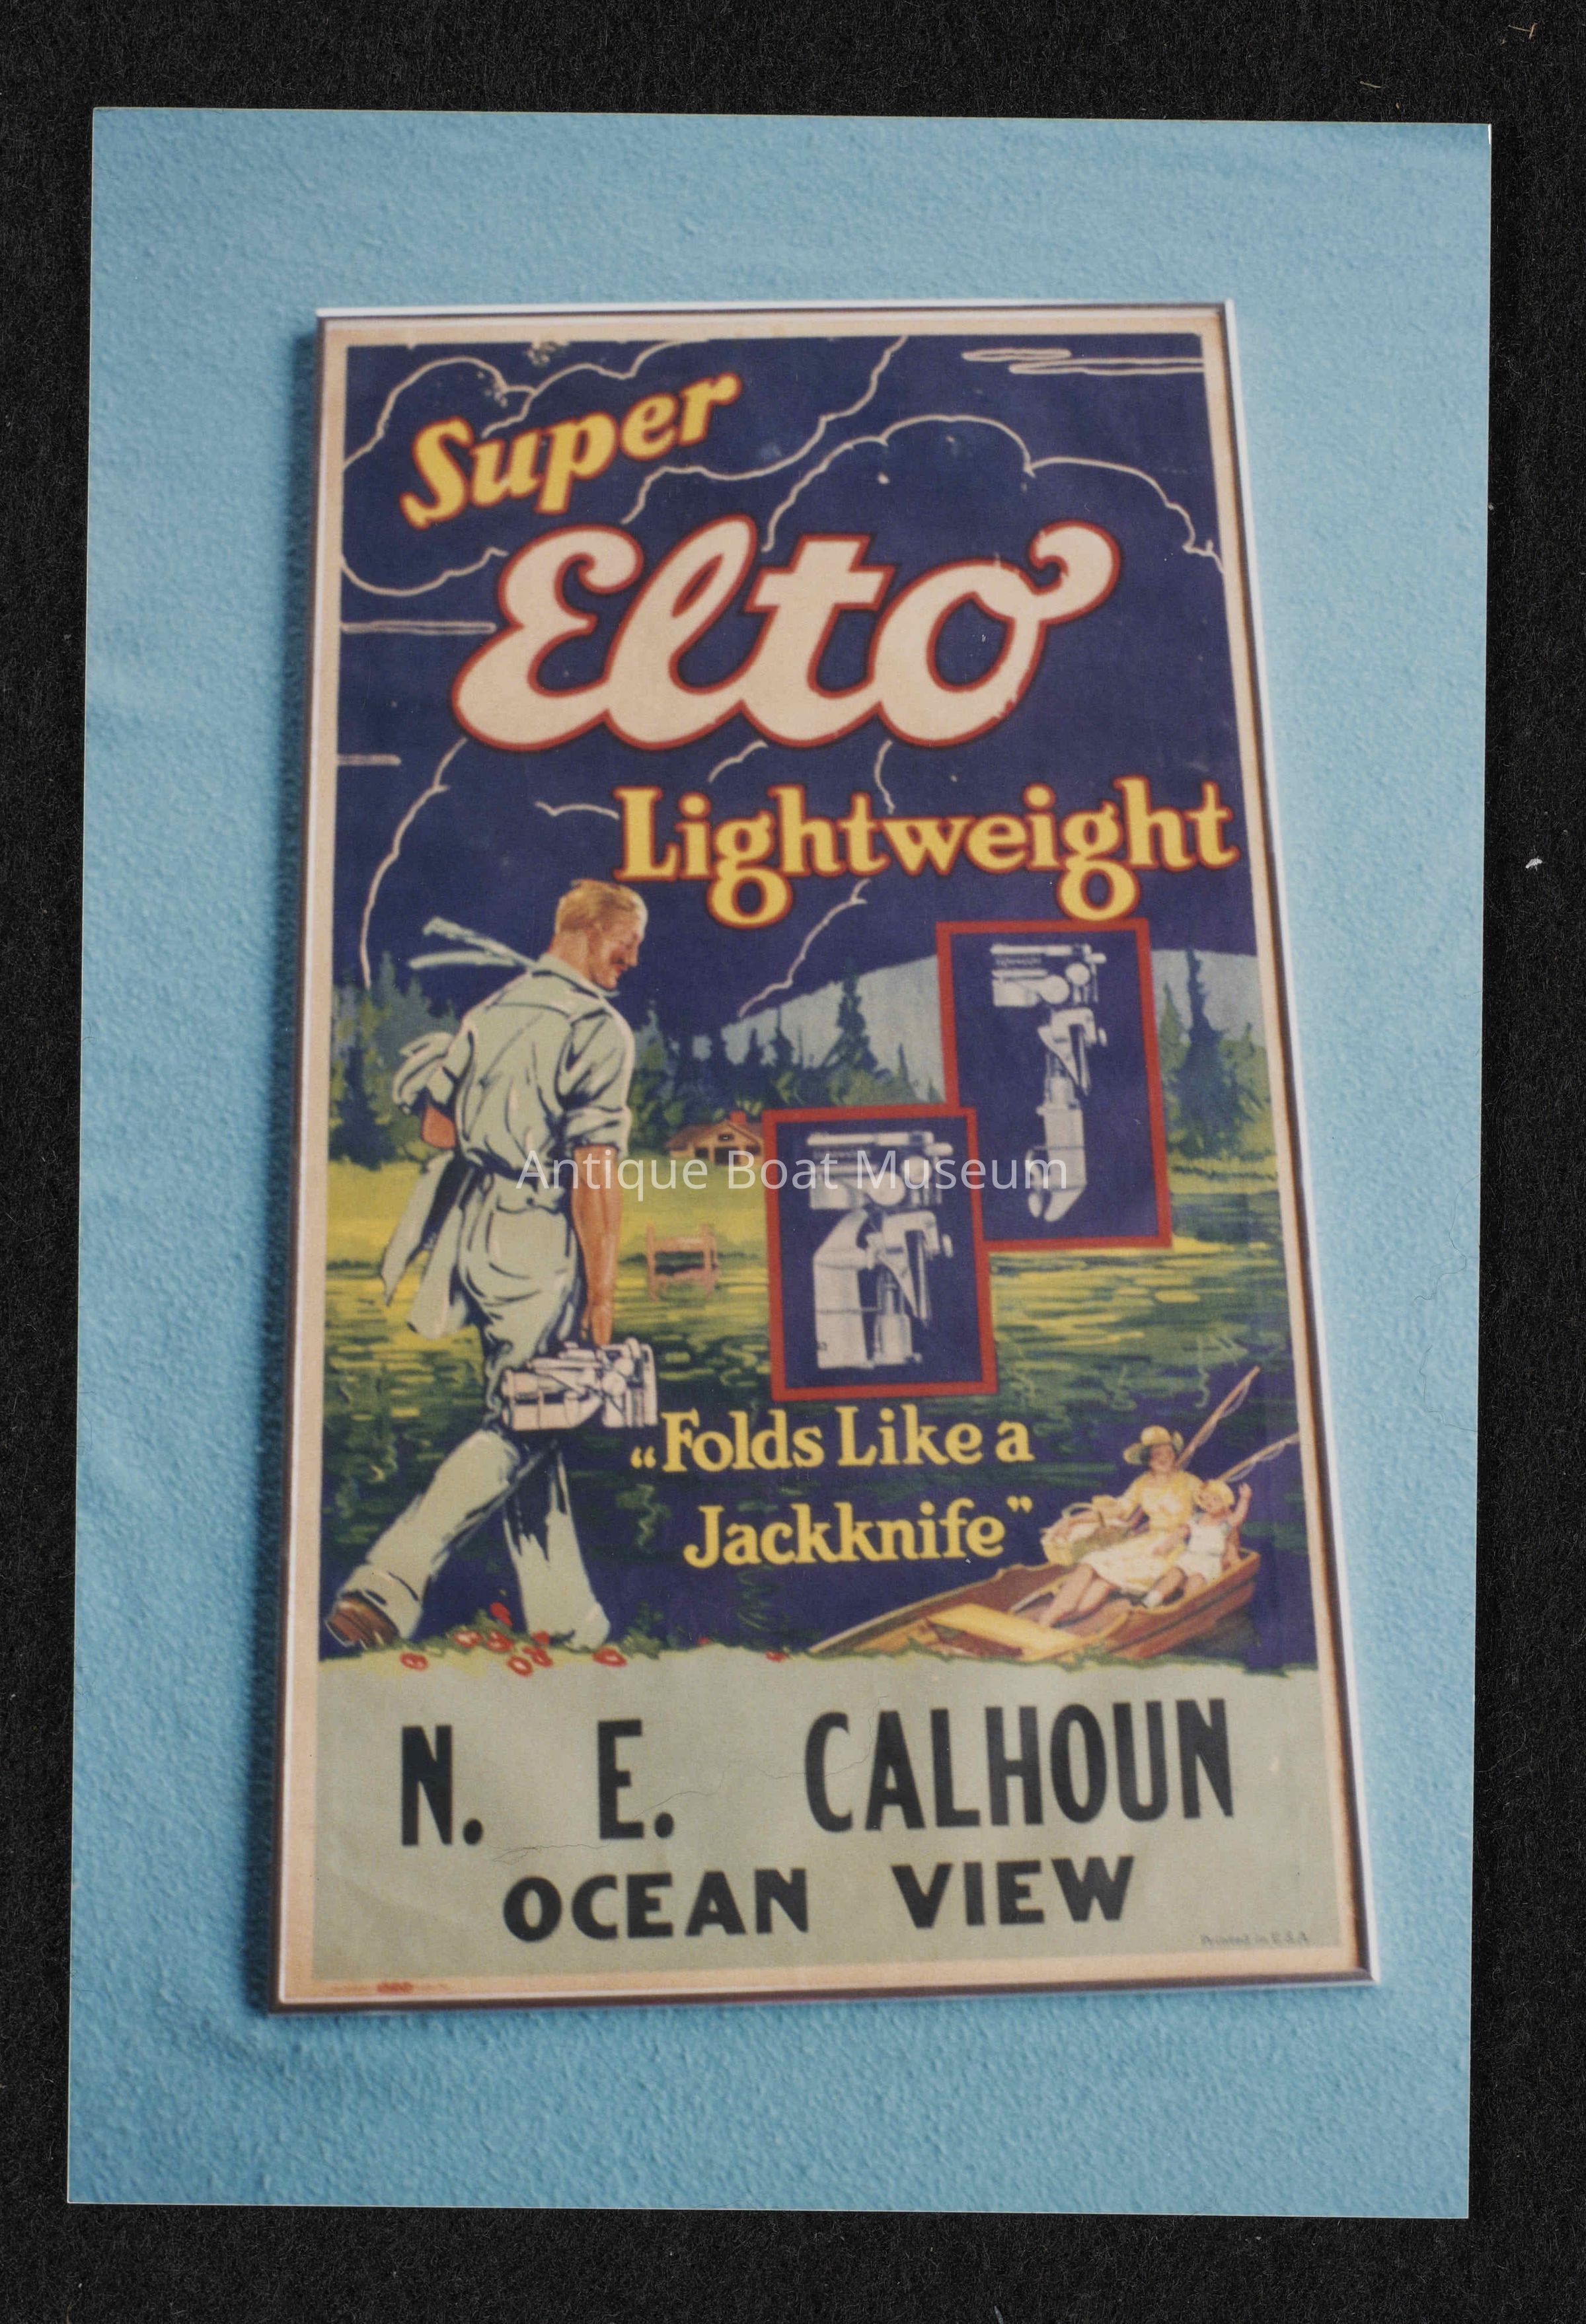 Super
Elto
Lightweight
Antique Boat Museum
"Folds Like a
Jackknife"
N. E. CALHOUN
OCEAN VIEW
Printed in U.S.A.